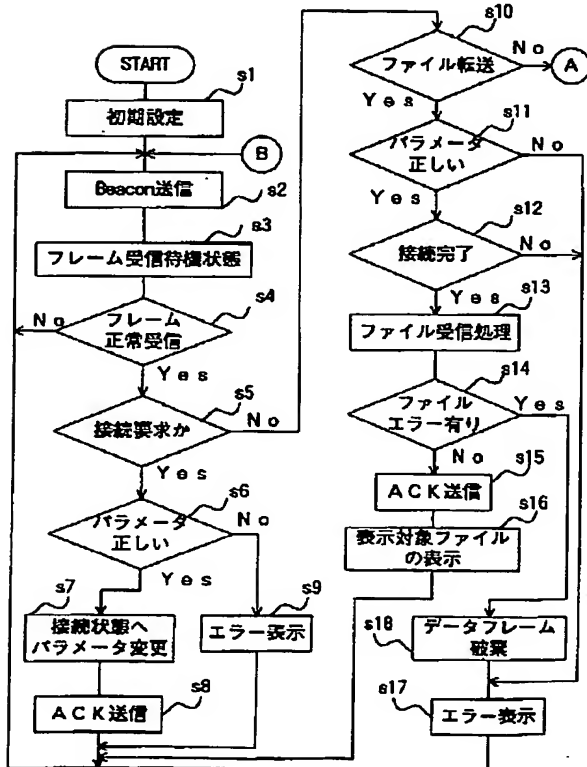 START
s1
初期設定
B
Beacon送信
s2
s3
フレーム受信待機状態
s4
フレーム
正常受信
No
Yes
s5
接続要求か
No
Yes
s6
パラメータ
正しい
No
Yes
s7
接続状態へ
パラメータ変更
s9
エラー表示
s8
ACK送信
s10
ファイル転送
No
A
Yes
s11
パラメータ
正しい
No
Yes
s12
接続完了
No
Yes
s13
ファイル受信処理
s14
ファイル
エラー有り
Yes
No
s15
ACK送信
s16
表示対象ファイル
の表示
s18
データフレーム
破棄
s17
エラー表示